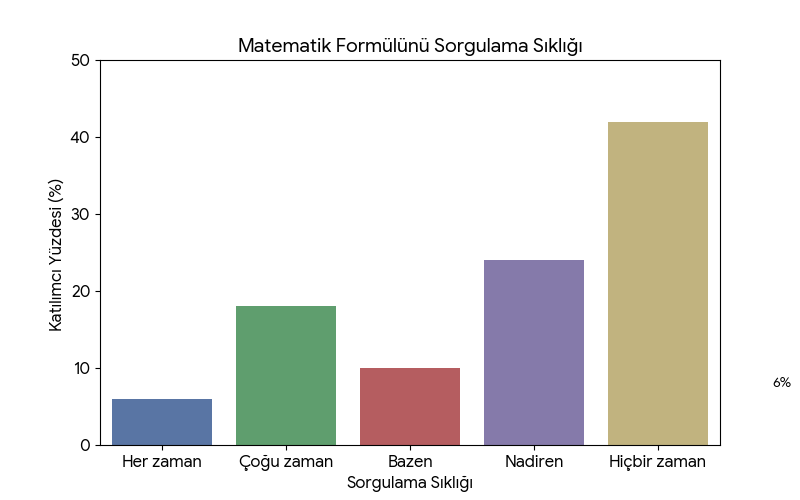 Matematik Formülünü Sorgulama Sıklığı
Katılımcı Yüzdesi (%)
50
40
30
20
10
0
6%
Her zaman
Çoğu zaman
Bazen
Nadiren
Hiçbir zaman
Sorgulama Sıklığı